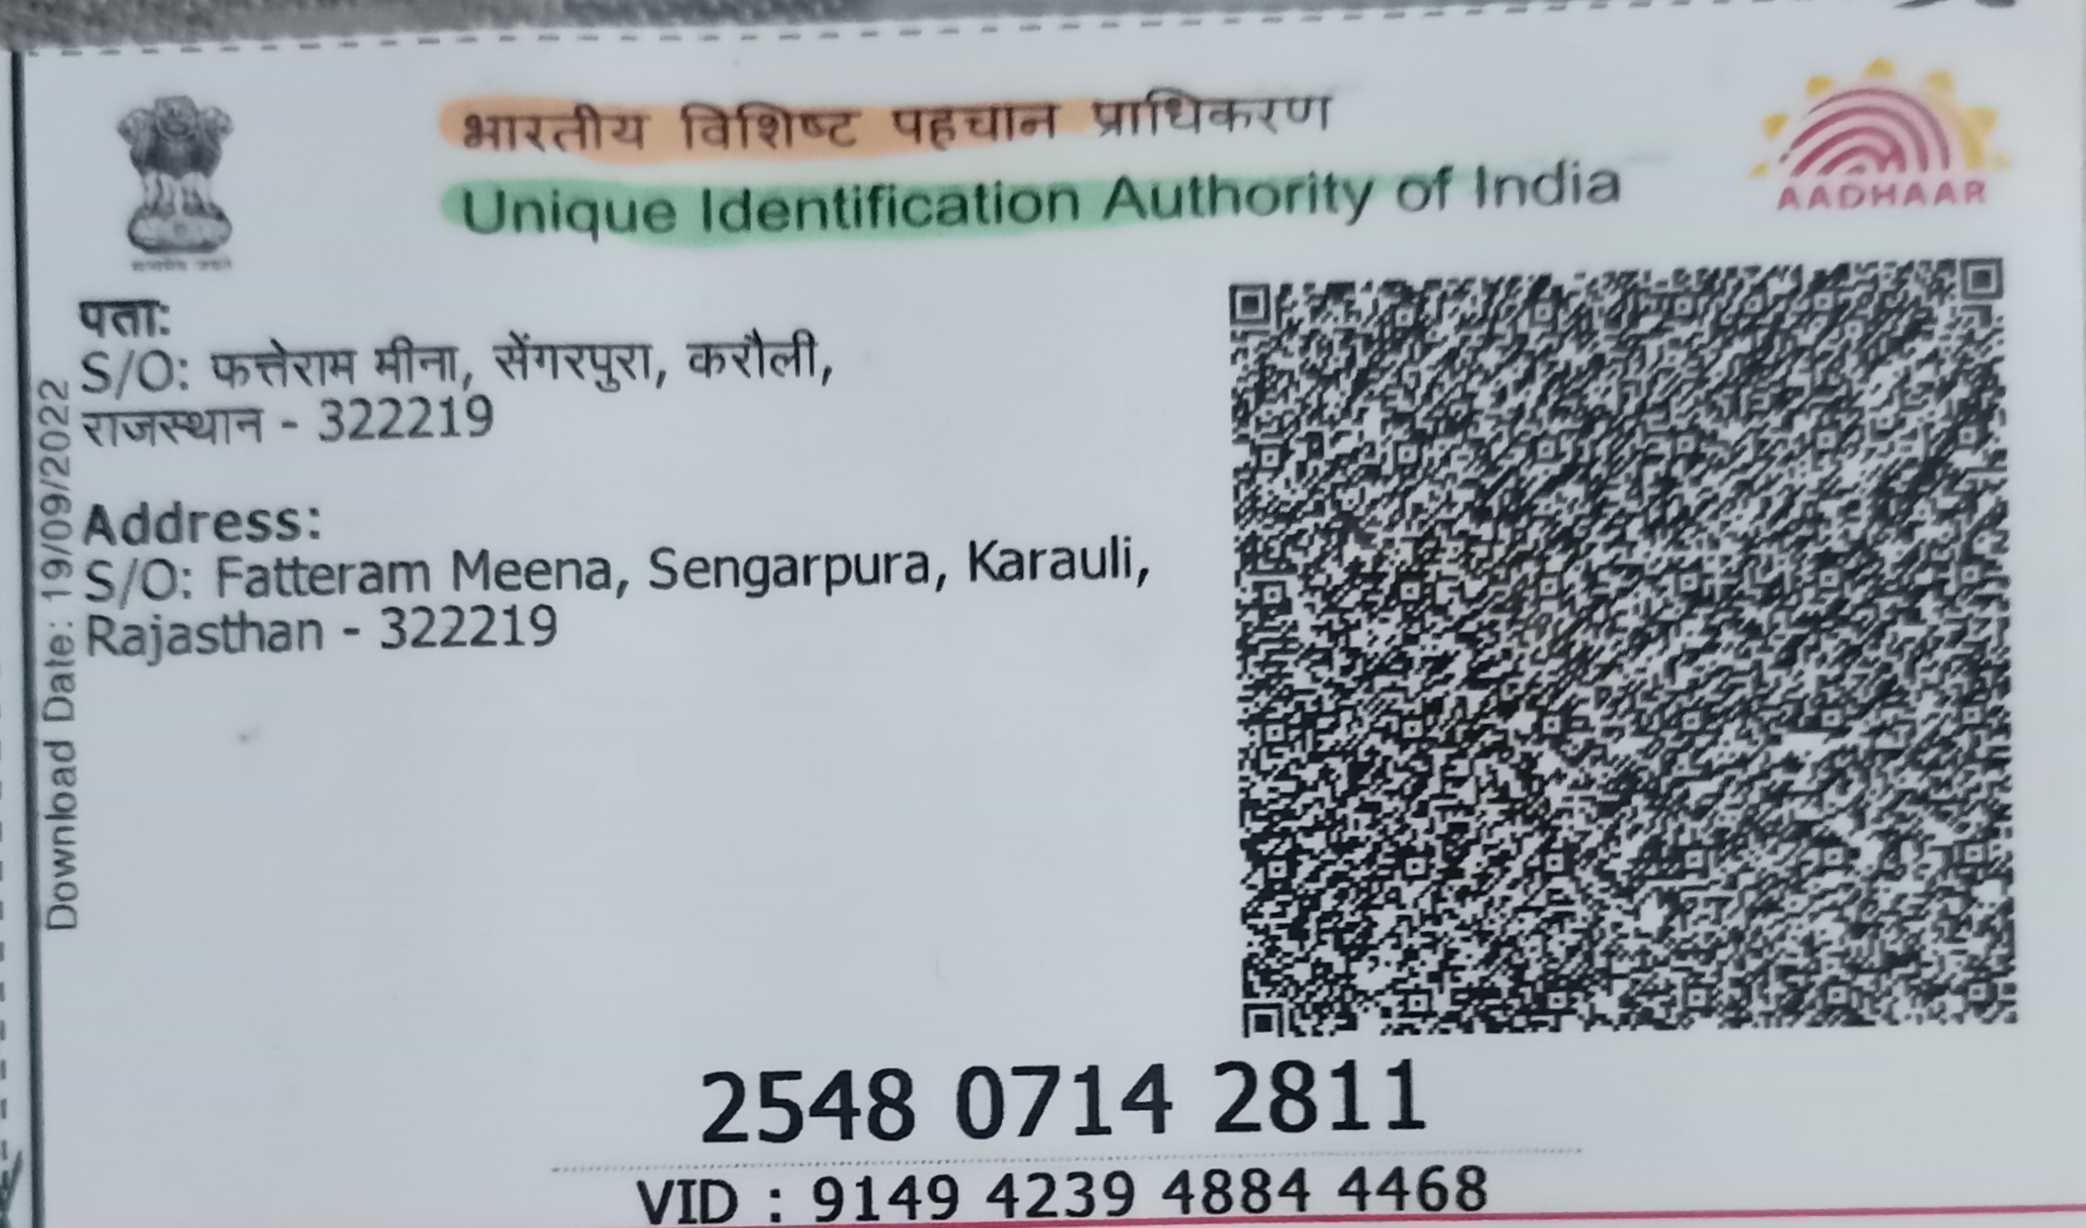 भारतीय विशिष्ट पहचान प्राधिकरण
Unique Identification Authority of India
AADHAAR
पता:
S/O: फत्तेराम मीना, सेंगरपुरा, करौली,
राजस्थान - 322219
Address:
S/O: Fatteram Meena, Sengarpura, Karauli,
Rajasthan - 322219
Download Date: 19/09/2022
2548 0714 2811
VID : 9149 4239 4884 4468